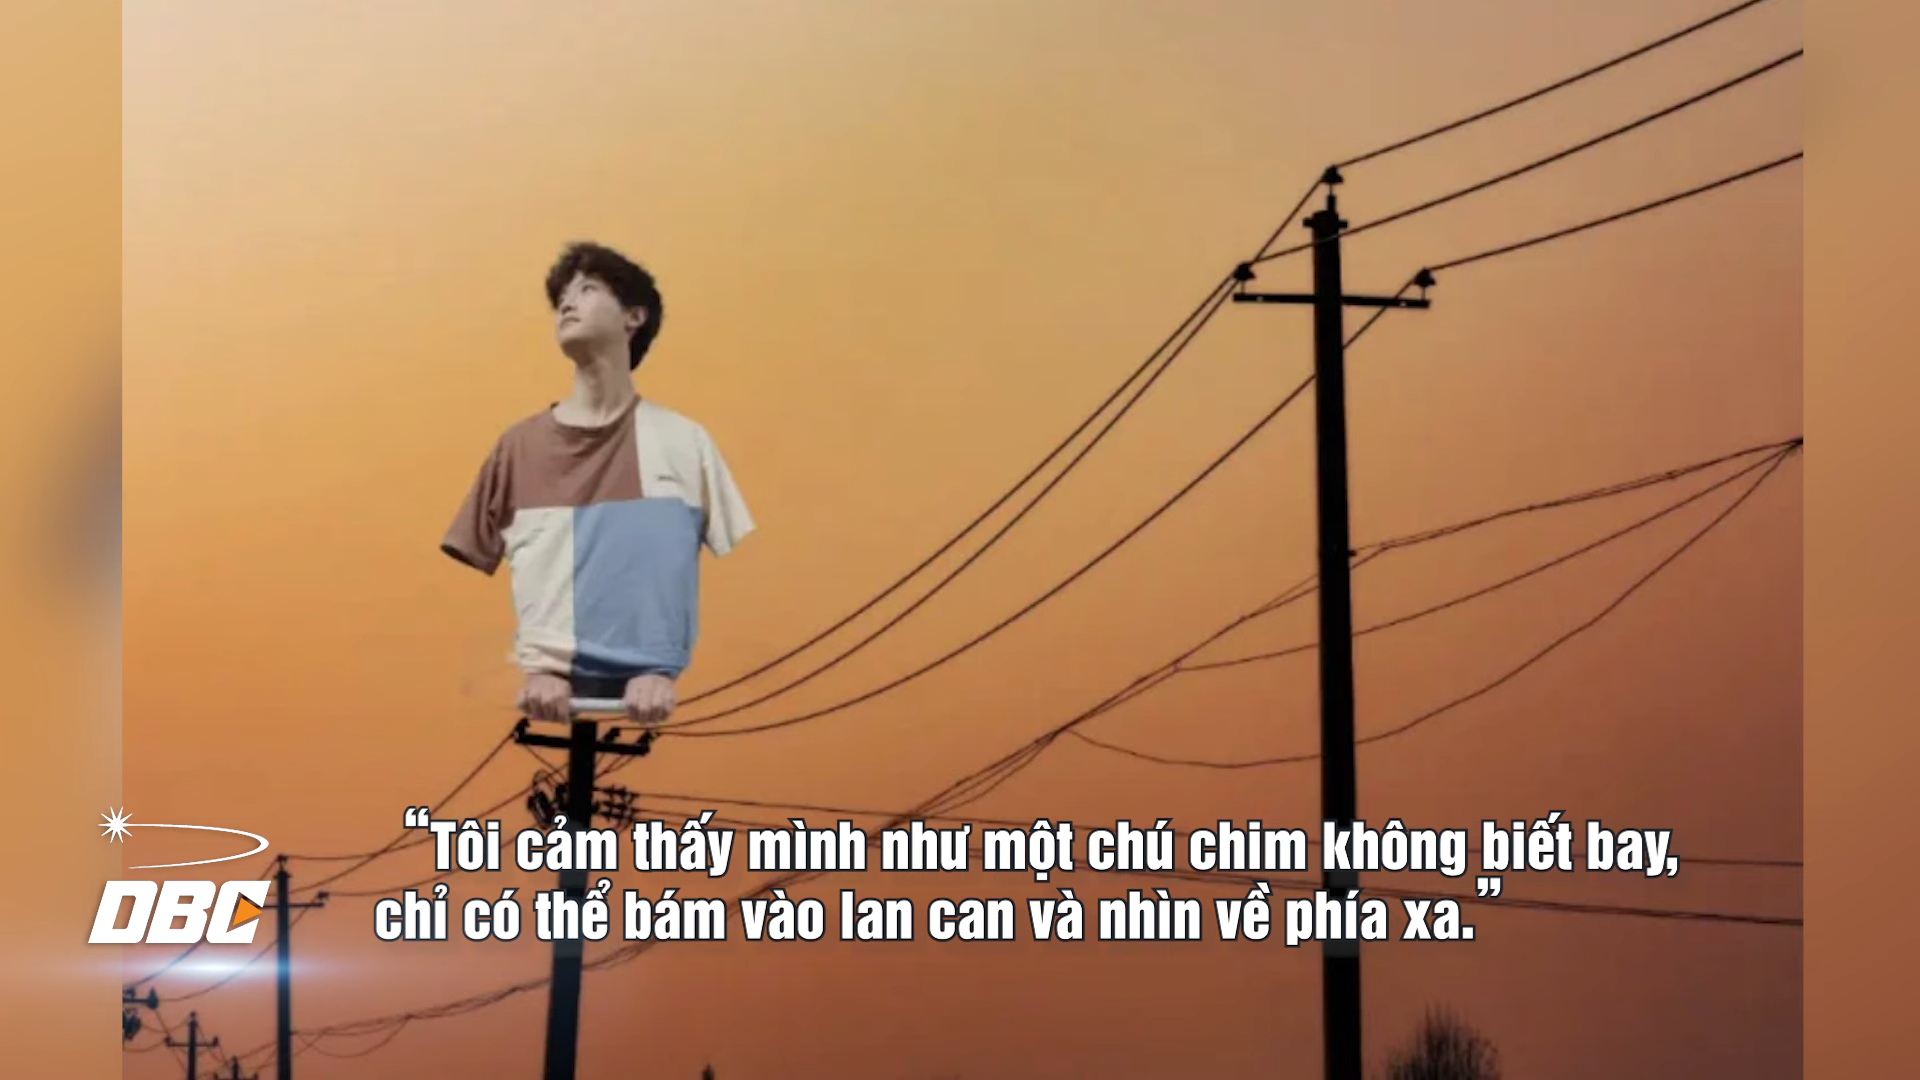 “Tôi cảm thấy mình như một chú chim không biết bay,
chỉ có thể bám vào lan can và nhìn về phía xa.”
DBC